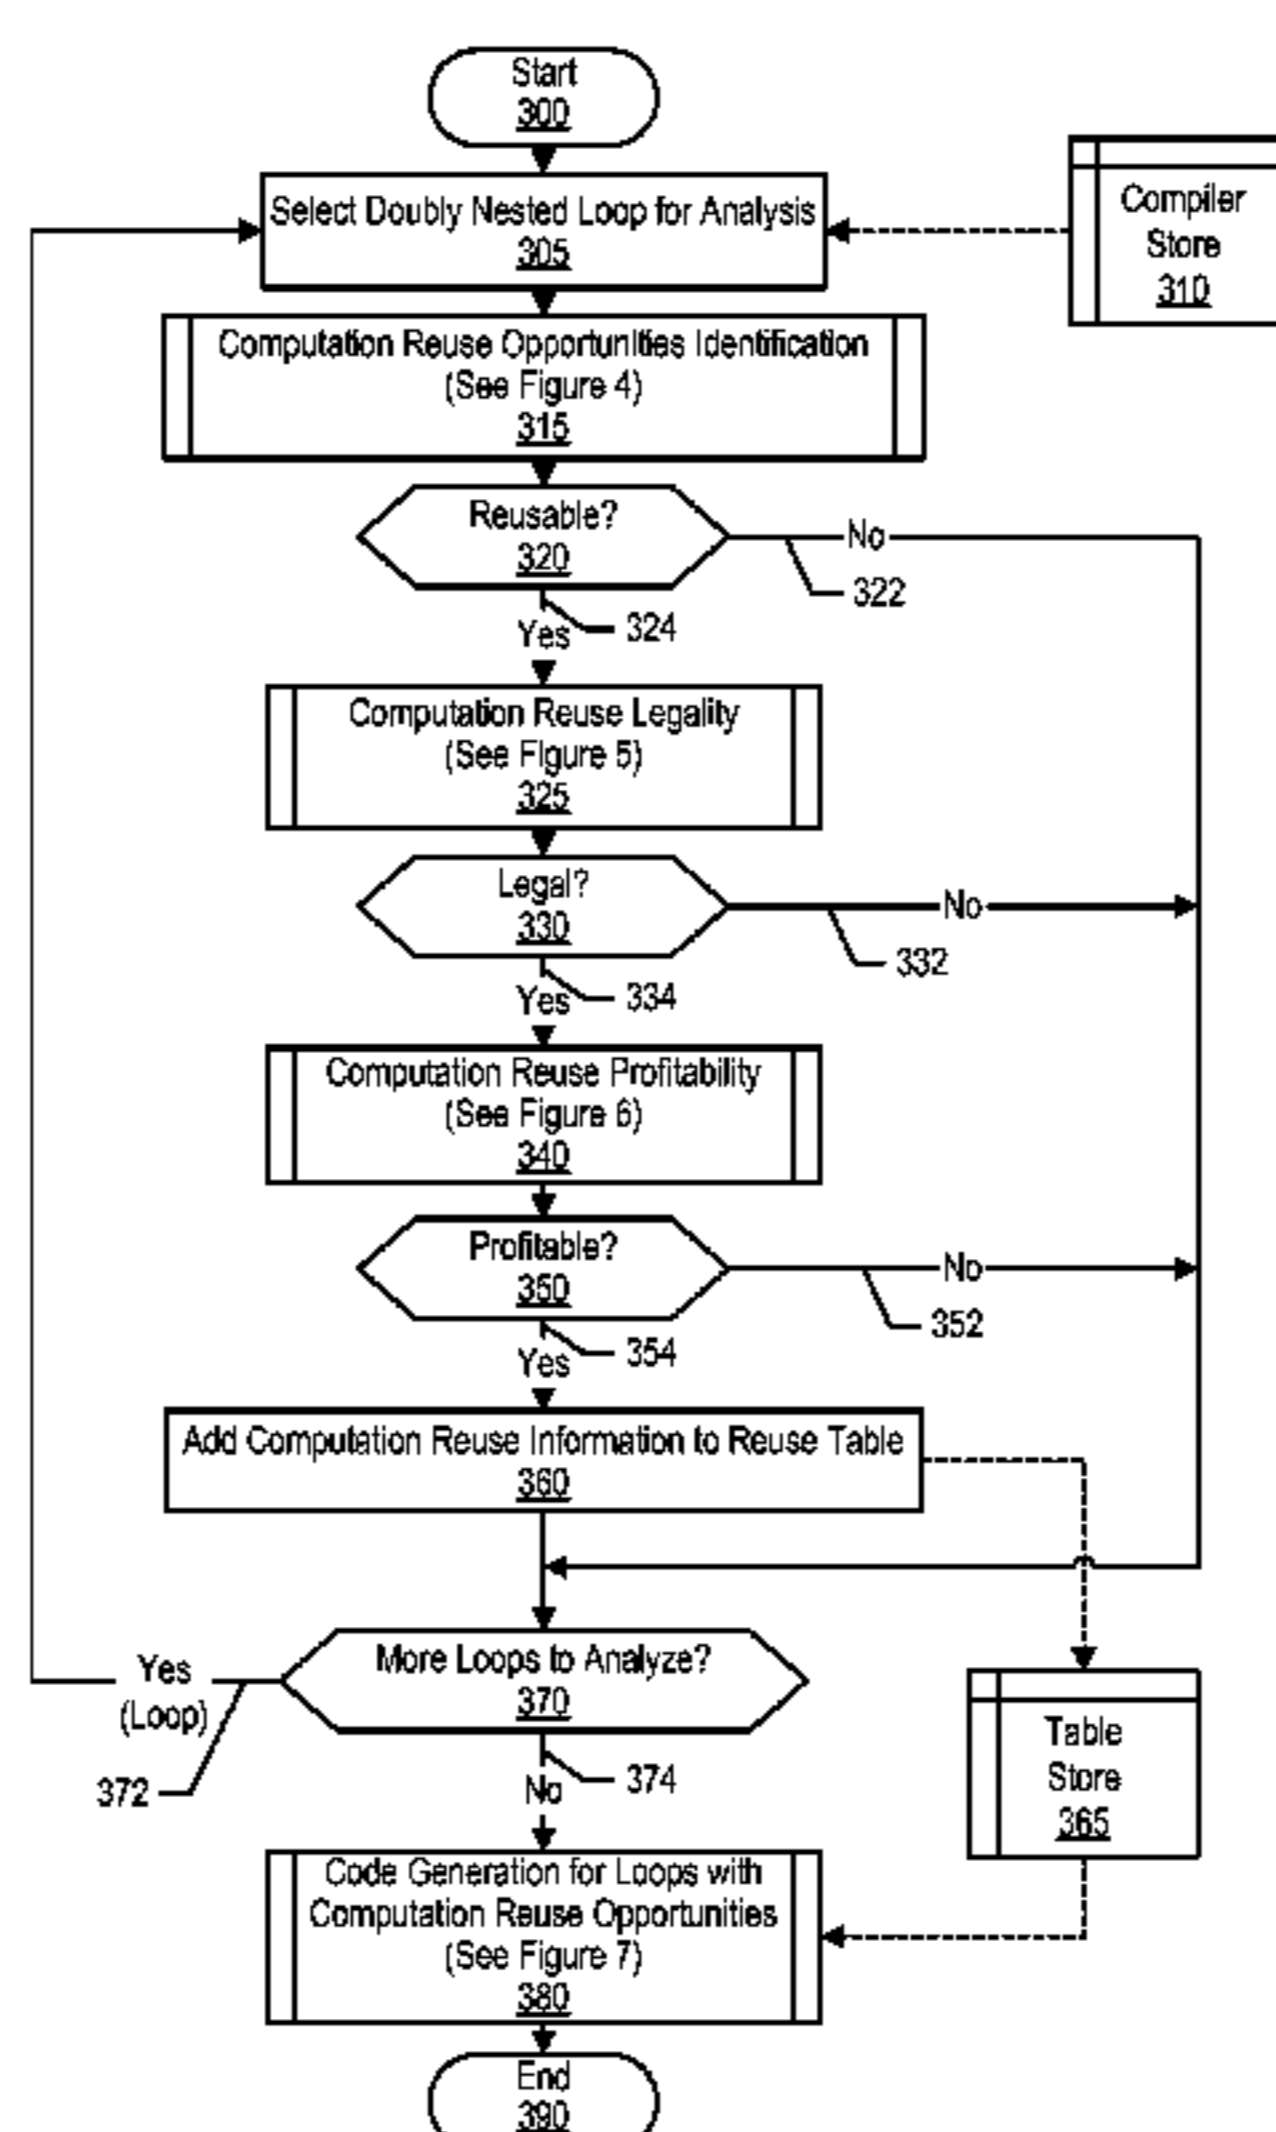 Start
300
Select Doubly Nested Loop for Analysis
305
Compiler
Store
310
Computation Reuse Opportunities Identification
(See Figure 4)
315
Reusable?
320
No
322
324
Yes
Computation Reuse Legality
(See Figure 5)
325
Legal?
330
No
332
334
Yes
Computation Reuse Profitability
(See Figure 6)
340
Profitable?
350
No
352
354
Yes
Add Computation Reuse Information to Reuse Table
360
More Loops to Analyze?
370
Yes
(Loop)
372
374
No
Table
Store
365
Code Generation for Loops with
Computation Reuse Opportunities
(See Figure 7)
380
End
390